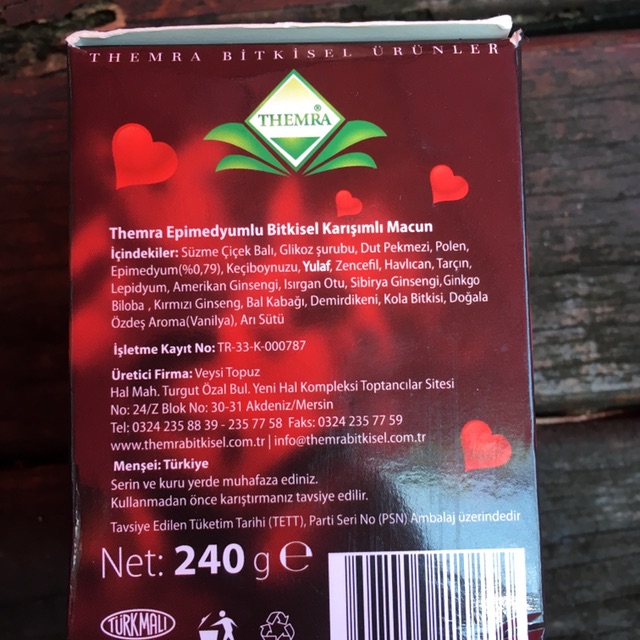 THEMRA BİTKİSEL ÜRÜNLER
THEMRA®
Themra Epimedyumlu Bitkisel Karışımlı Macun
İçindekiler: Süzme Çiçek Balı, Glikoz şurubu, Dut Pekmezi, Polen,
Epimedyum(%0,79), Keçiboynuzu, Yulaf, Zencefil, Havlıcan, Tarçın,
Lepidyum, Amerikan Ginsengi, Isırgan Otu, Sibirya Ginsengi,Ginkgo
Biloba , Kırmızı Ginseng, Bal Kabağı, Demirdikeni, Kola Bitkisi, Doğala
Özdeş Aroma(Vanilya), Arı Sütü
İşletme Kayıt No: TR-33-K-000787
Üretici Firma: Veysi Topuz
Hal Mah. Turgut Özal Bul. Yeni Hal Kompleksi Toptancılar Sitesi
No: 24/Z Blok No: 30-31 Akdeniz/Mersin
Tel: 0324 235 88 39 - 235 77 58 Faks: 0324 235 77 59
www.themrabitkisel.com.tr | info@themrabitkisel.com.tr
Menşei: Türkiye
Serin ve kuru yerde muhafaza ediniz.
Kullanmadan önce karıştırmanız tavsiye edilir.
Tavsiye Edilen Tüketim Tarihi (TETT), Parti Seri No (PSN) Ambalaj üzerindedir
Net: 240 g ℮
TÜRKMALI